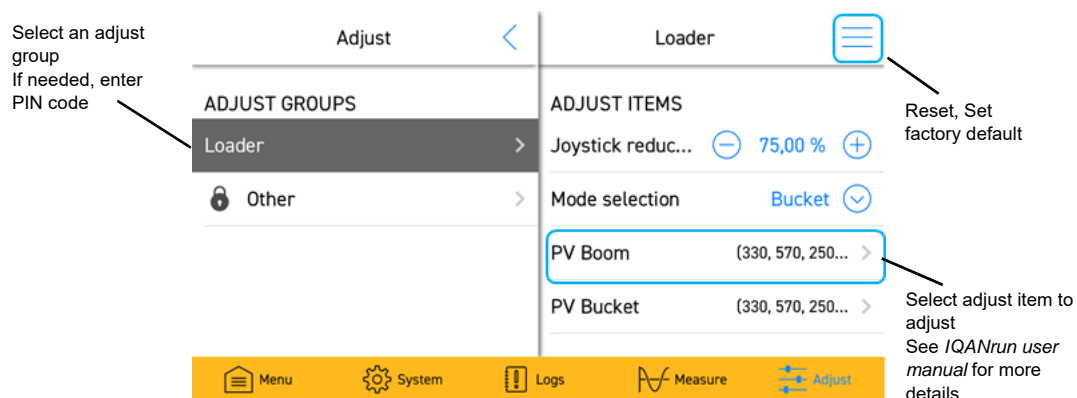 Select an adjust
group
If needed, enter
PIN code
Adjust
ADJUST GROUPS
Loader
Other
Loader
ADJUST ITEMS
Joystick reduc... 75,00 %
Mode selection Bucket
PV Boom (330, 570, 250...
PV Bucket (330, 570, 250...
Reset, Set
factory default
Select adjust item to
adjust
See IQANrun user
manual for more
details
Menu System Logs Measure Adjust